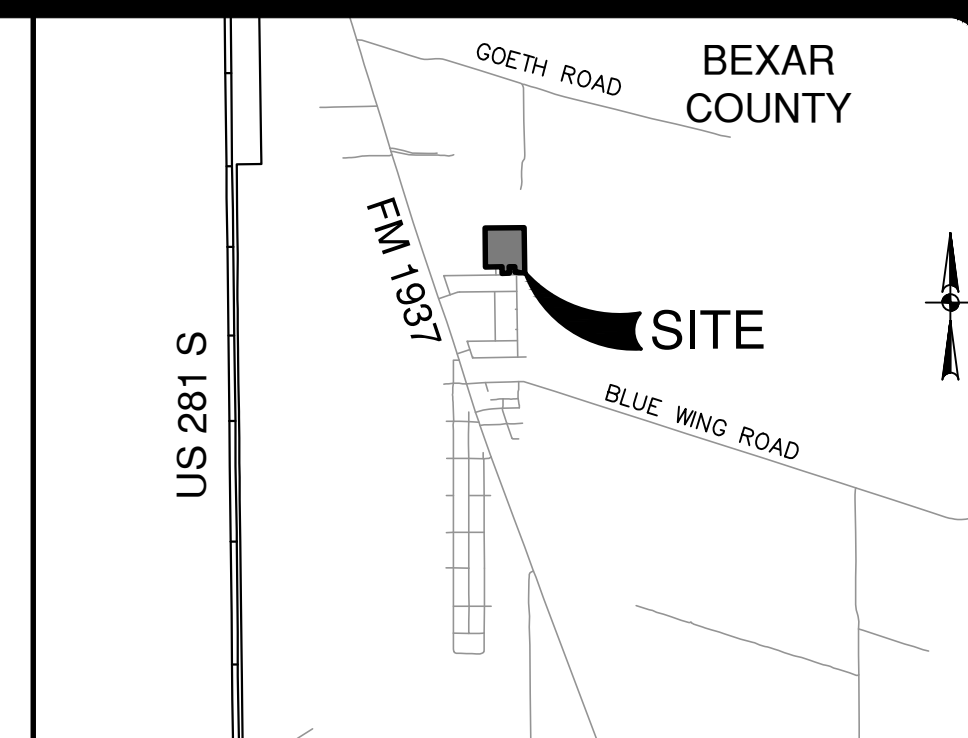 GOETH ROAD
BEXAR
COUNTY
FM 1937
SITE
US 281 S
BLUE WING ROAD